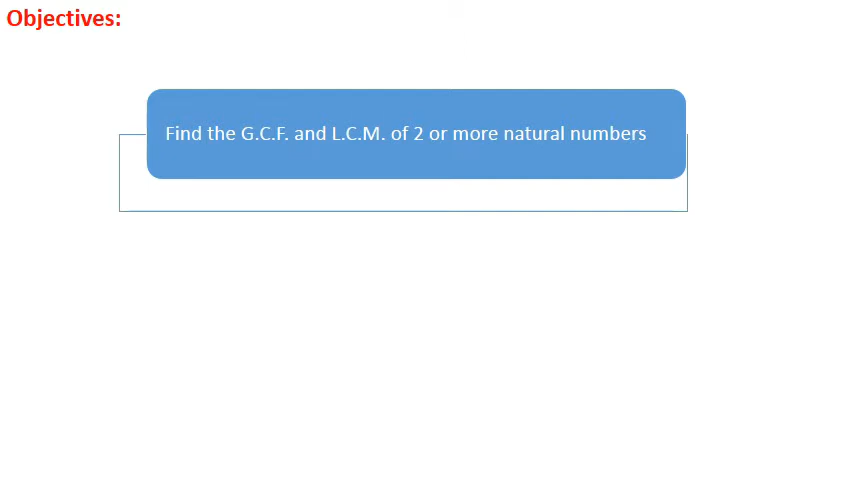 Objectives:
Find the G.C.F. and L.C.M. of 2 or more natural numbers